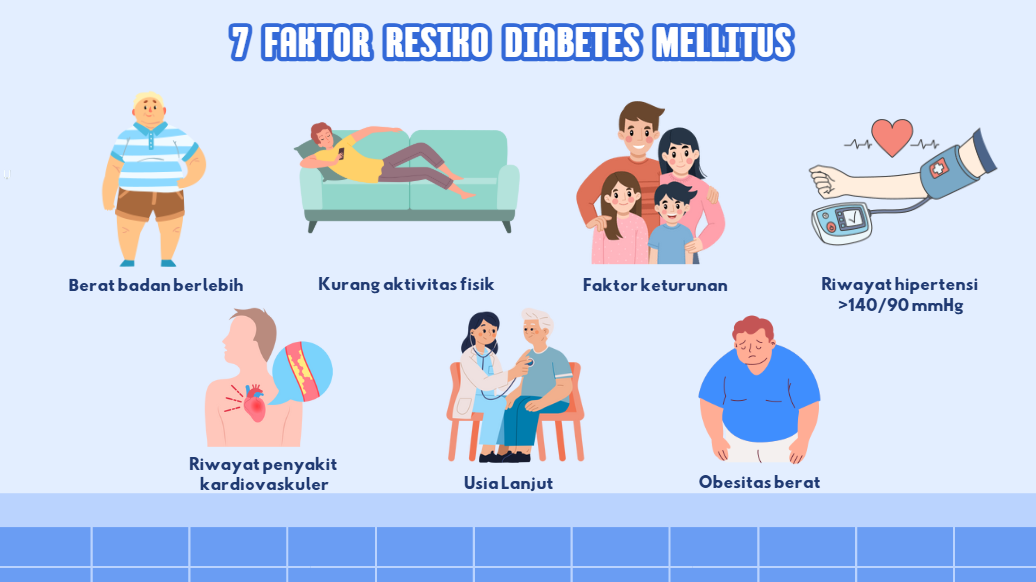 7 FAKTOR RESIKO DIABETES MELLITUS
Berat badan berlebih
Kurang aktivitas fisik
Faktor keturunan
Riwayat hipertensi
>140/90 mmHg
Riwayat penyakit
kardiovaskuler
Usia Lanjut
Obesitas berat